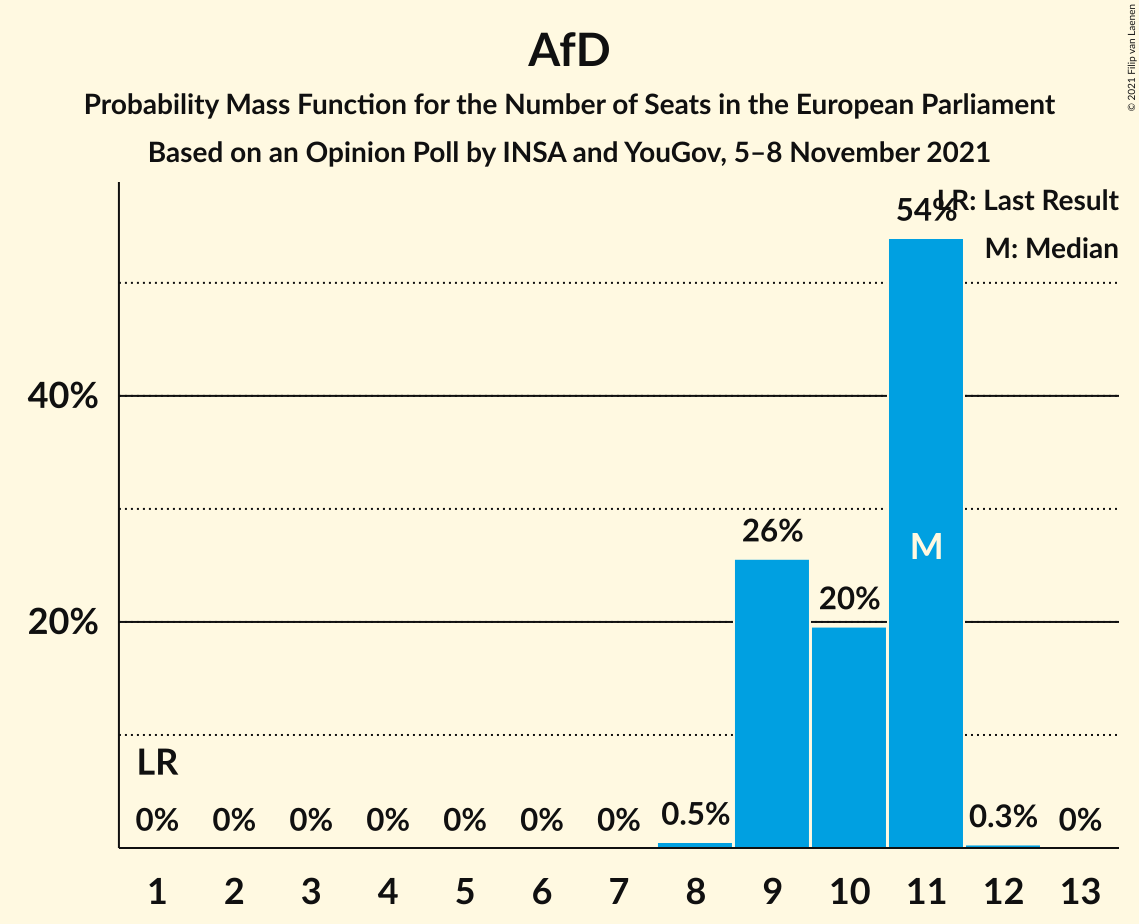 AfD
Probability Mass Function for the Number of Seats in the European Parliament
Based on an Opinion Poll by INSA and YouGov, 5–8 November 2021
© 2021 Filip van Laenen
LR: Last Result
M: Median
54%
40%
26%
M
20%
20%
LR
0% 0% 0% 0% 0% 0% 0% 0.5% 0.3% 0%
1 2 3 4 5 6 7 8 9 10 11 12 13